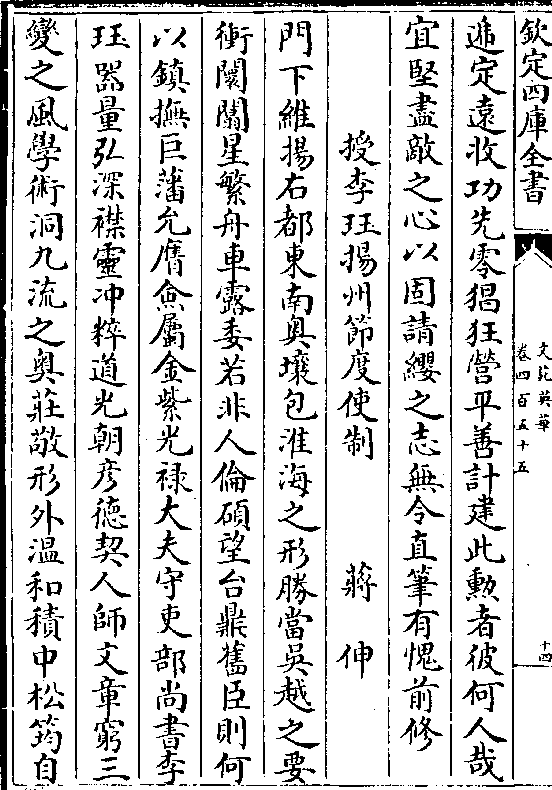 欽定四庫全書
文苑英華
卷四百五十五
十四
遁定遠收功先零猖狂營平善計建此勲者彼何人哉
宜堅盡敵之心以固請纓之志無令直筆有愧前修
授李珏揚州節度使制 蔣伸
門下維揚右都東南奥壤包淮海之形勝當吳越之要
衝闤闠星繁舟車露委若非人倫碩望台鼎舊臣則何
以鎮撫巨藩允膺僉屬金紫光禄大夫守吏部尚書李
珏器量弘深襟靈冲粹道光朝彦徳契人師文章窮三
變之風學術洞九流之奥莊敬形外温和積中松筠自